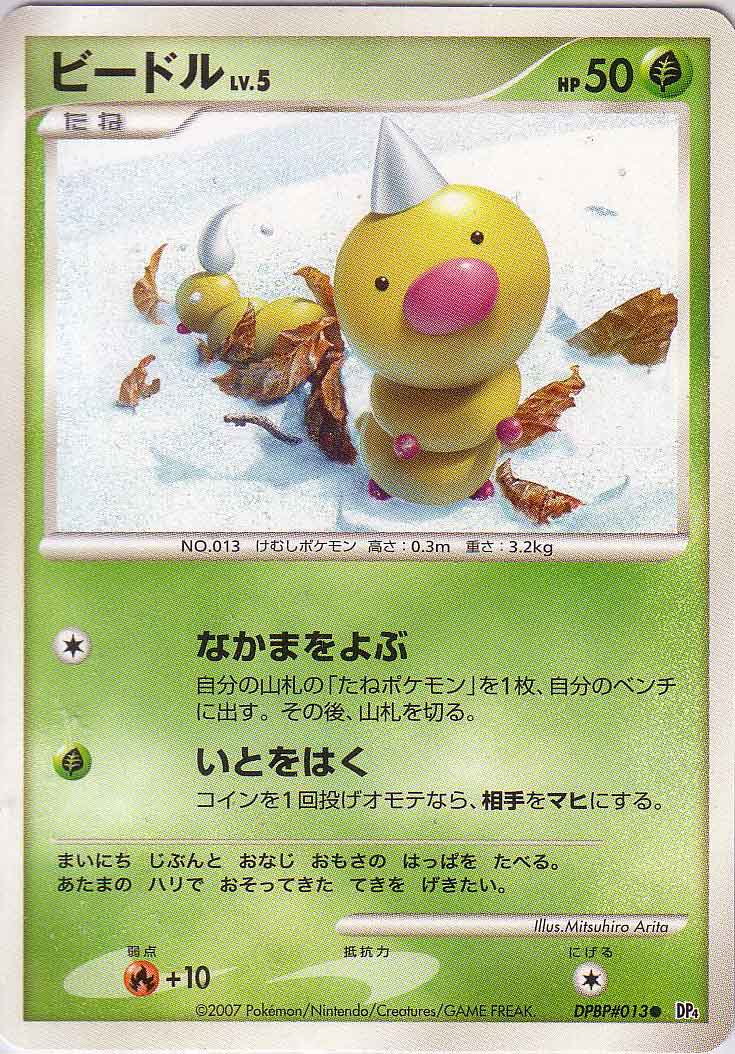 ビードル LV.5 HP 50
たね
NO.013 けむしポケモン 高さ：0.3m 重さ：3.2kg
なかまをよぶ
自分の山札の「たねポケモン」を1枚、自分のベンチ
に出す。その後、山札を切る。
いとをはく
コインを1回投げオモテなら、相手をマヒにする。
まいにち じぶんと おなじ おもさの はっぱを たべる。
あたまの ハリで おそってきた てきを げきたい。
Illus.Mitsuhiro Arita
弱点 抵抗力 にげる
+10
©2007 Pokémon/Nintendo/Creatures/GAME FREAK. DPBP#013● DP4